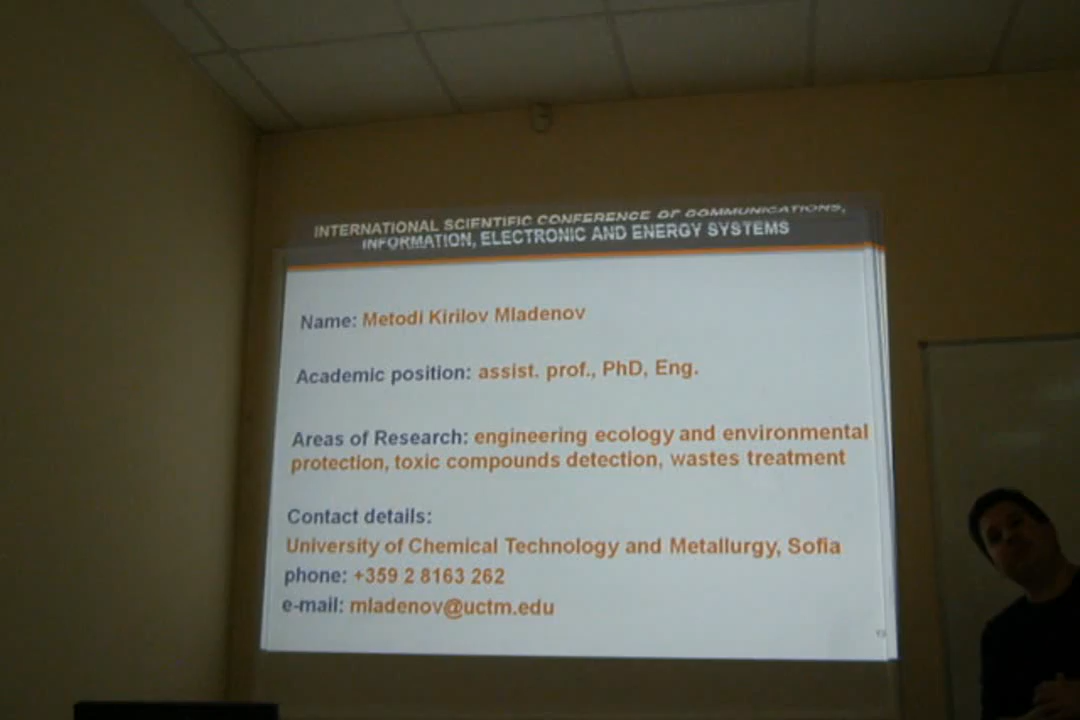 INTERNATIONAL SCIENTIFIC CONFERENCE OF COMMUNICATIONS,
INFORMATION, ELECTRONIC AND ENERGY SYSTEMS
Name: Metodi Kirilov Mladenov
Academic position: assist. prof., PhD, Eng.
Areas of Research: engineering ecology and environmental
protection, toxic compounds detection, wastes treatment
Contact details:
University of Chemical Technology and Metallurgy, Sofia
phone: +359 2 8163 262
e-mail: mladenov@uctm.edu